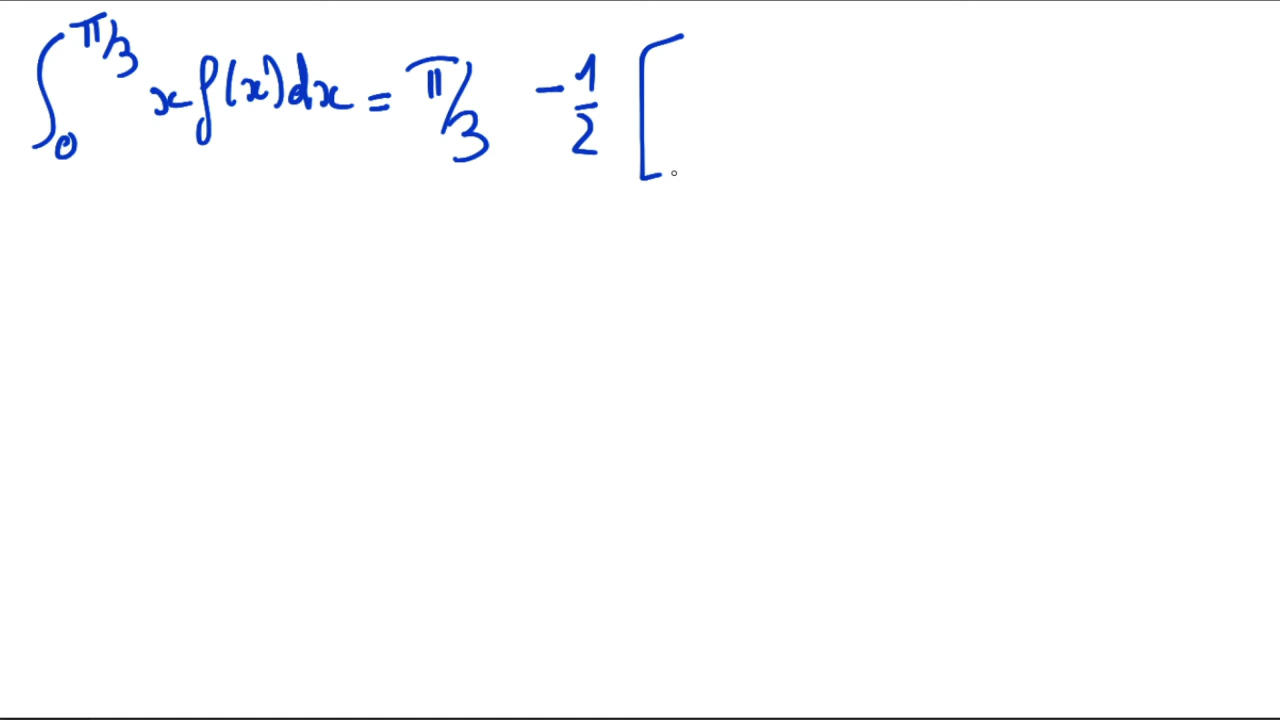 ∫₀^{π/3} x f(x) dx = π/3 - 1/2 [